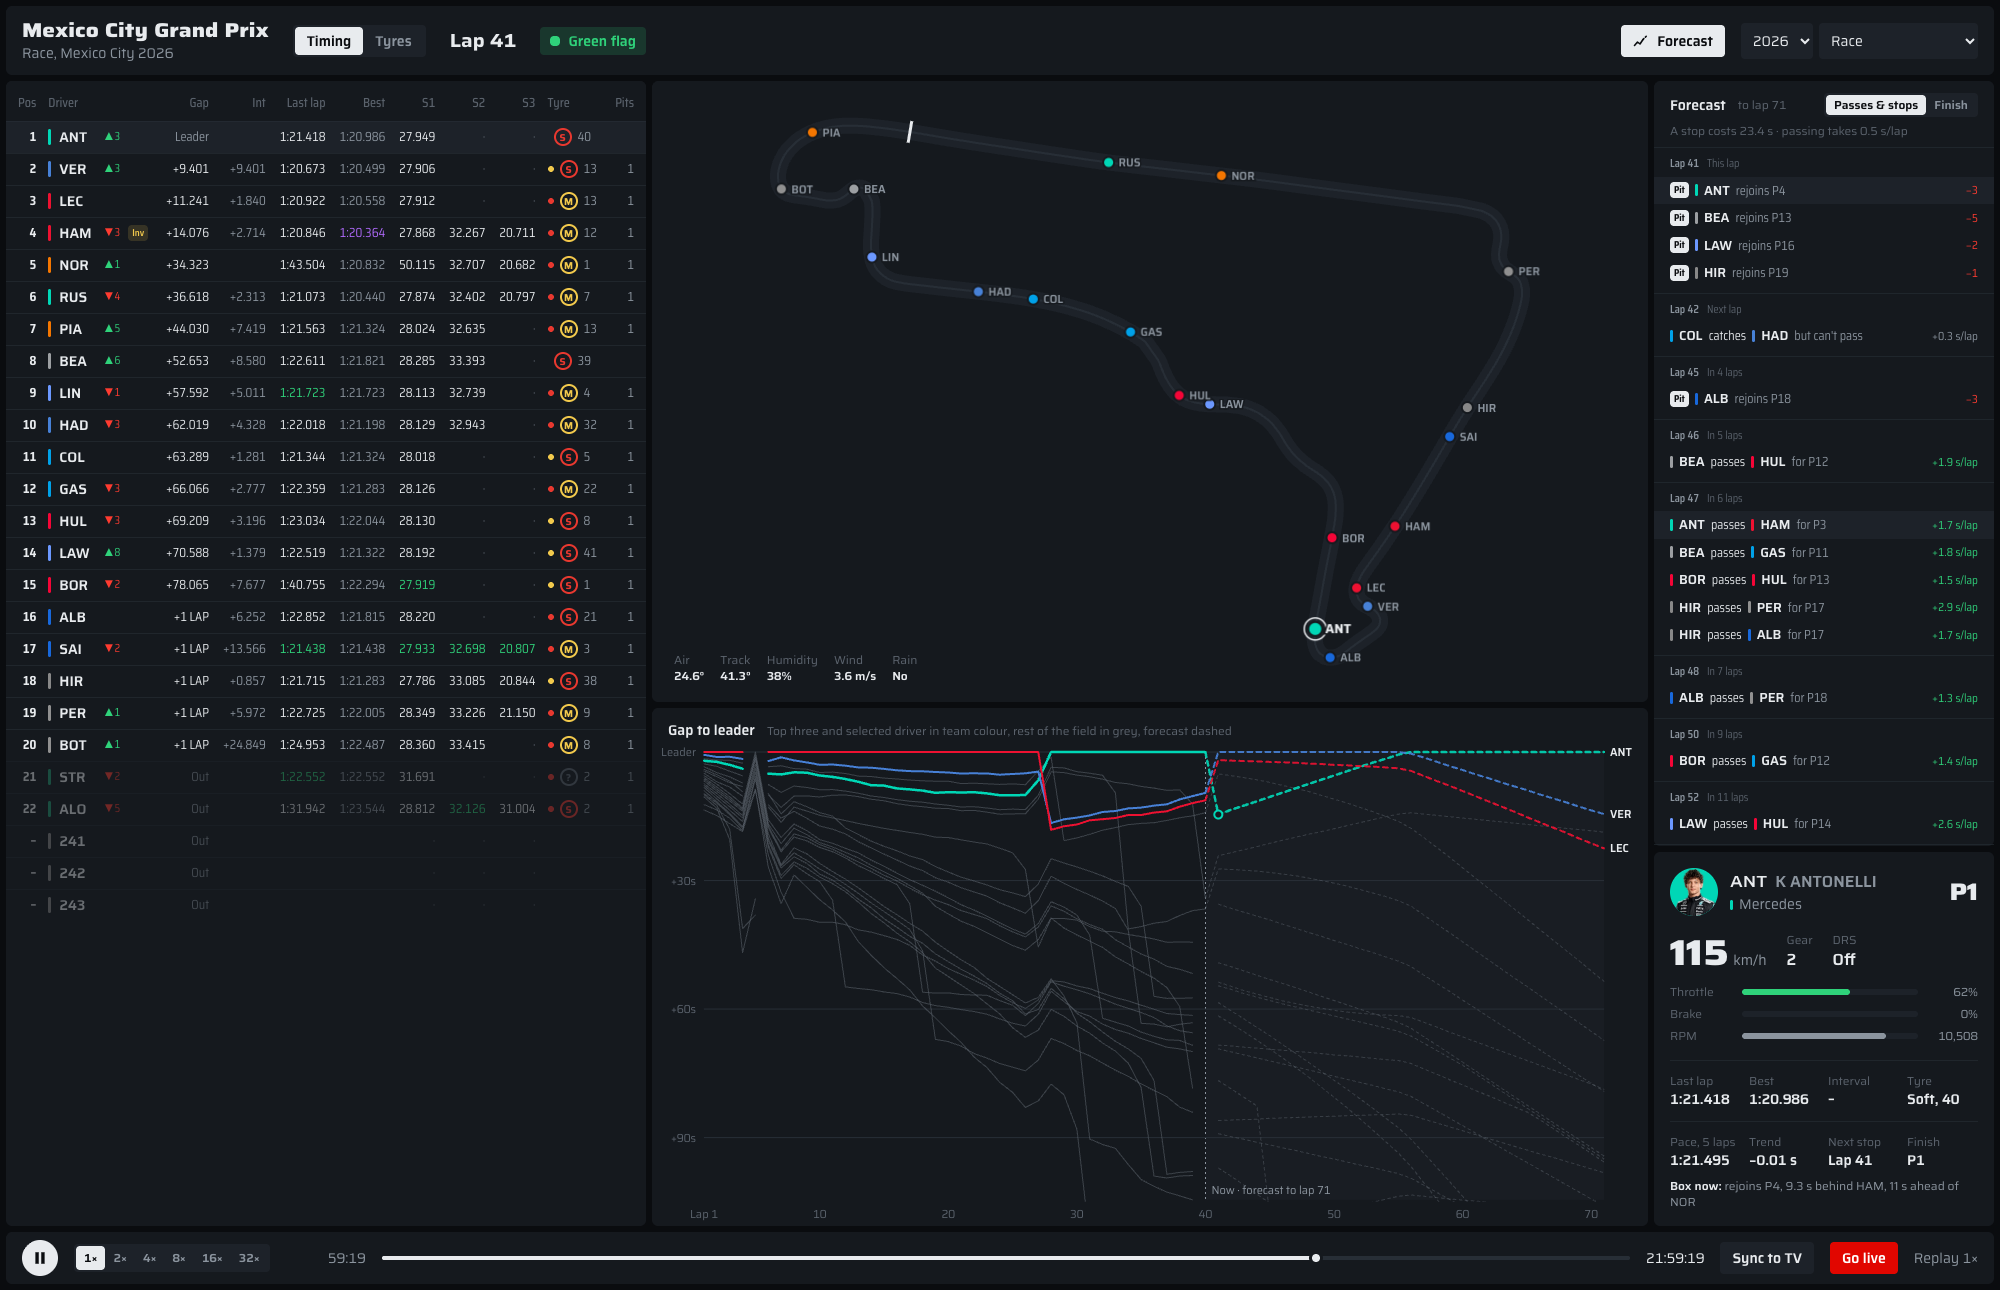 Mexico City Grand Prix
Race, Mexico City 2026
Timing Tyres Lap 41 Green flag
Forecast 2026 Race
Pos Driver Gap Int Last lap Best S1 S2 S3 Tyre Pits
1 ANT ▲3 Leader 1:21.418 1:20.986 27.949 · · S 40
2 VER ▲3 +9.401 +9.401 1:20.673 1:20.499 27.906 · · S 13 1
3 LEC +11.241 +1.840 1:20.922 1:20.558 27.912 · · M 13 1
4 HAM ▼3 Inv +14.076 +2.714 1:20.846 1:20.364 27.868 32.267 20.711 M 12 1
5 NOR ▲1 +34.323 1:43.504 1:20.832 50.115 32.707 20.682 M 1 1
6 RUS ▼4 +36.618 +2.313 1:21.073 1:20.440 27.874 32.402 20.797 M 7 1
7 PIA ▲5 +44.030 +7.419 1:21.563 1:21.324 28.024 32.635 · M 13 1
8 BEA ▲6 +52.653 +8.580 1:22.611 1:21.821 28.285 33.393 · S 39
9 LIN ▼1 +57.592 +5.011 1:21.723 1:21.723 28.113 32.739 · M 4 1
10 HAD ▼3 +62.019 +4.328 1:22.018 1:21.198 28.129 32.943 · M 32 1
11 COL +63.289 +1.281 1:21.344 1:21.324 28.018 · · S 5 1
12 GAS ▼3 +66.066 +2.777 1:22.359 1:21.283 28.126 · · M 22 1
13 HUL ▼3 +69.209 +3.196 1:23.034 1:22.044 28.130 · · S 8 1
14 LAW ▲8 +70.588 +1.379 1:22.519 1:21.322 28.192 · · S 41 1
15 BOR ▼2 +78.065 +7.677 1:40.755 1:22.294 27.919 · · S 1 1
16 ALB +1 LAP +6.252 1:22.852 1:21.815 28.220 · · S 21 1
17 SAI ▼2 +1 LAP +13.566 1:21.438 1:21.438 27.933 32.698 20.807 M 3 1
18 HIR +1 LAP +0.857 1:21.715 1:21.283 27.786 33.085 20.844 S 38 1
19 PER ▲1 +1 LAP +5.972 1:22.725 1:22.005 28.349 33.226 21.150 M 9 1
20 BOT ▲1 +1 LAP +24.849 1:24.953 1:22.487 28.360 33.415 · M 8 1
21 STR ▼2 Out 1:22.552 1:22.552 31.691 · · ? 2 1
22 ALO ▼5 Out 1:31.942 1:23.544 28.812 32.126 31.004 S 2 1
- 241 Out · · ·
- 242 Out · · ·
- 243 Out · · ·
PIA
RUS
NOR
BOT
BEA
LIN
PER
HAD
COL
GAS
HUL
LAW
HIR
SAI
HAM
BOR
LEC
VER
ANT
ALB
Air Track Humidity Wind Rain
24.6° 41.3° 38% 3.6 m/s No
Gap to leader Top three and selected driver in team colour, rest of the field in grey, forecast dashed
Leader
+30s
+60s
+90s
ANT
VER
LEC
Now · forecast to lap 71
Lap 1 10 20 30 40 50 60 70
Forecast to lap 71 Passes & stops Finish
A stop costs 23.4 s · passing takes 0.5 s/lap
Lap 41 This lap
Pit ANT rejoins P4 −3
Pit BEA rejoins P13 −5
Pit LAW rejoins P16 −2
Pit HIR rejoins P19 −1
Lap 42 Next lap
COL catches HAD but can't pass +0.3 s/lap
Lap 45 In 4 laps
Pit ALB rejoins P18 −3
Lap 46 In 5 laps
BEA passes HUL for P12 +1.9 s/lap
Lap 47 In 6 laps
ANT passes HAM for P3 +1.7 s/lap
BEA passes GAS for P11 +1.8 s/lap
BOR passes HUL for P13 +1.5 s/lap
HIR passes PER for P17 +2.9 s/lap
HIR passes ALB for P17 +1.7 s/lap
Lap 48 In 7 laps
ALB passes PER for P18 +1.3 s/lap
Lap 50 In 9 laps
BOR passes GAS for P12 +1.4 s/lap
Lap 52 In 11 laps
LAW passes HUL for P14 +2.6 s/lap
ANT K ANTONELLI P1
Mercedes
115 km/h
Gear DRS
2 Off
Throttle 62%
Brake 0%
RPM 10,508
Last lap Best Interval Tyre
1:21.418 1:20.986 – Soft, 40
Pace, 5 laps Trend Next stop Finish
1:21.495 −0.01 s Lap 41 P1
Box now: rejoins P4, 9.3 s behind HAM, 11 s ahead of
NOR
1× 2× 4× 8× 16× 32× 59:19 21:59:19 Sync to TV Go live Replay 1×